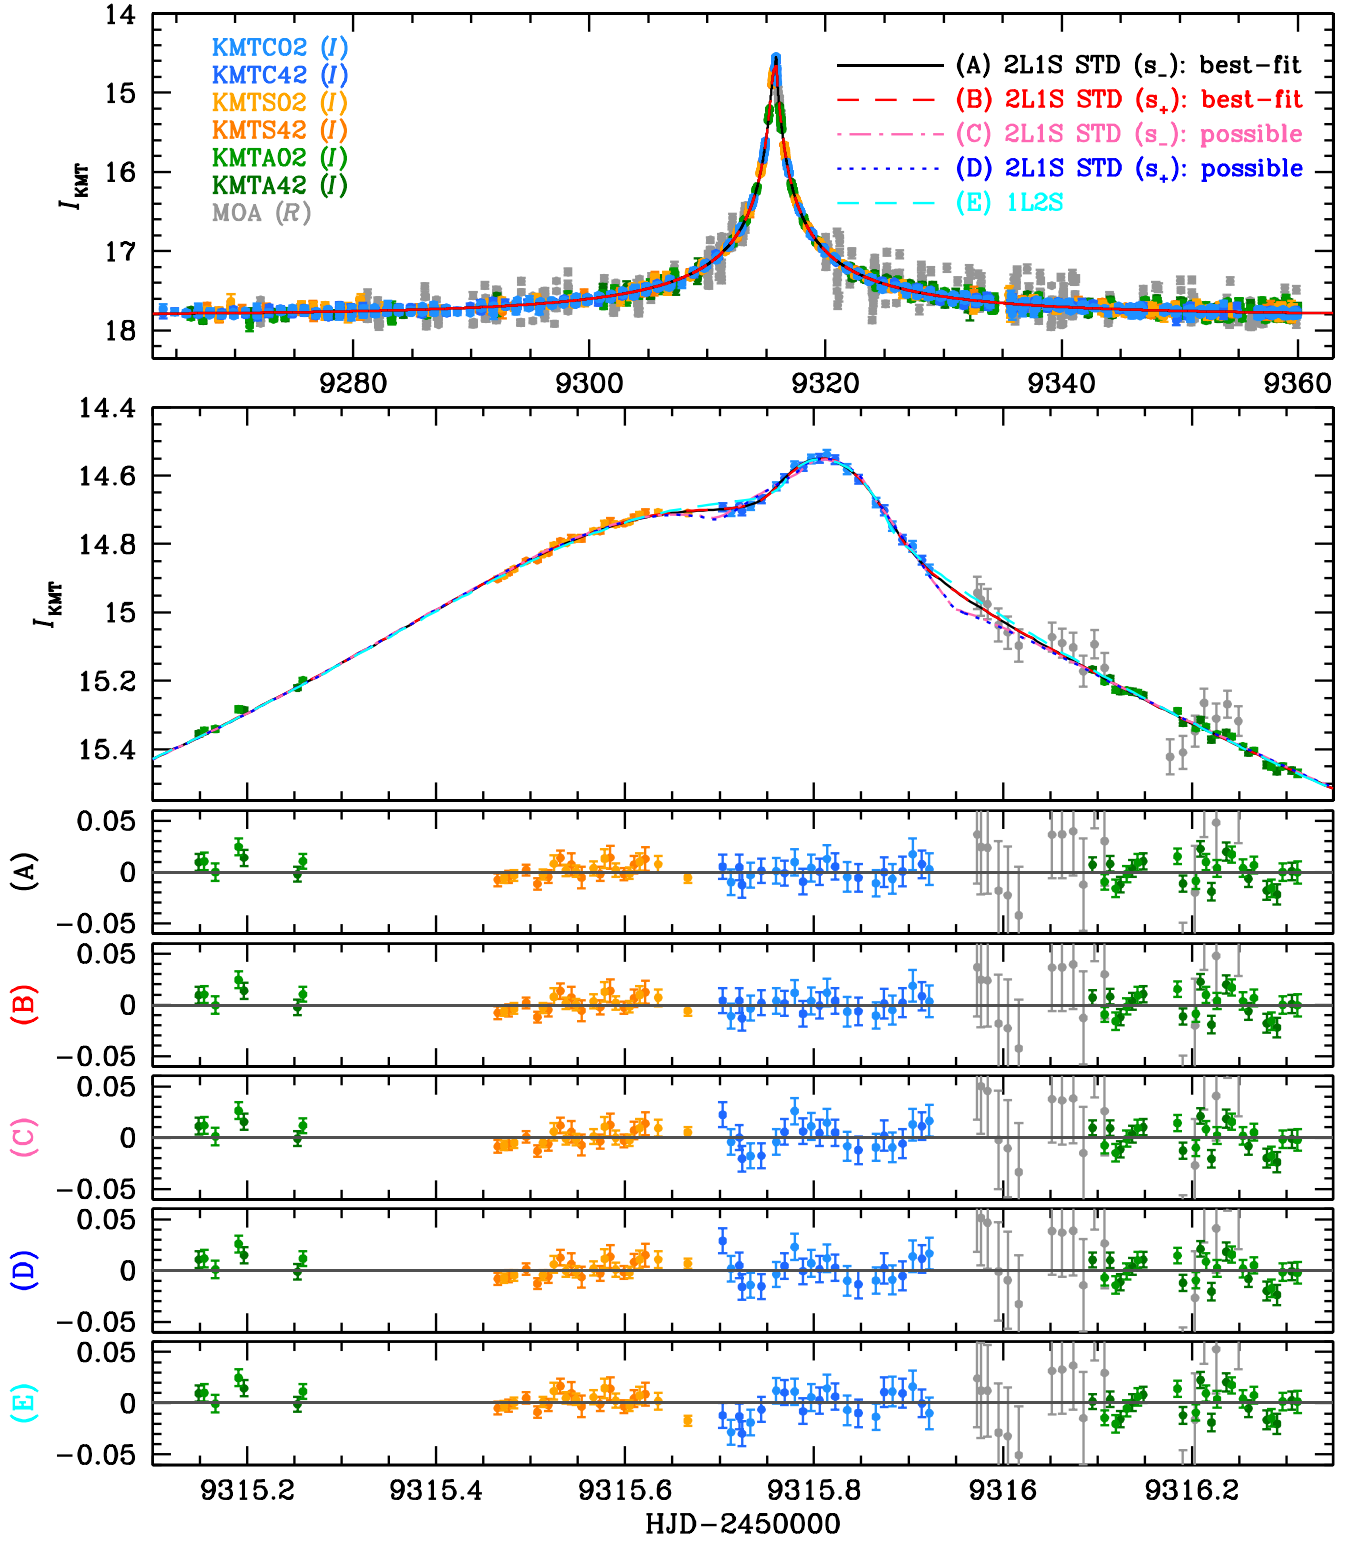 14
15
16
17
18
I_KMT
KMTC02 (I)
KMTC42 (I)
KMTS02 (I)
KMTS42 (I)
KMTA02 (I)
KMTA42 (I)
MOA (R)
(A) 2L1S STD (s_-): best-fit
(B) 2L1S STD (s_+): best-fit
(C) 2L1S STD (s_-): possible
(D) 2L1S STD (s_+): possible
(E) 1L2S
9280 9300 9320 9340 9360
14.4
14.6
14.8
15
15.2
15.4
I_KMT
0.05
0
-0.05
(A)
0.05
0
-0.05
(B)
0.05
0
-0.05
(C)
0.05
0
-0.05
(D)
0.05
0
-0.05
(E)
9315.2 9315.4 9315.6 9315.8 9316 9316.2
HJD-2450000